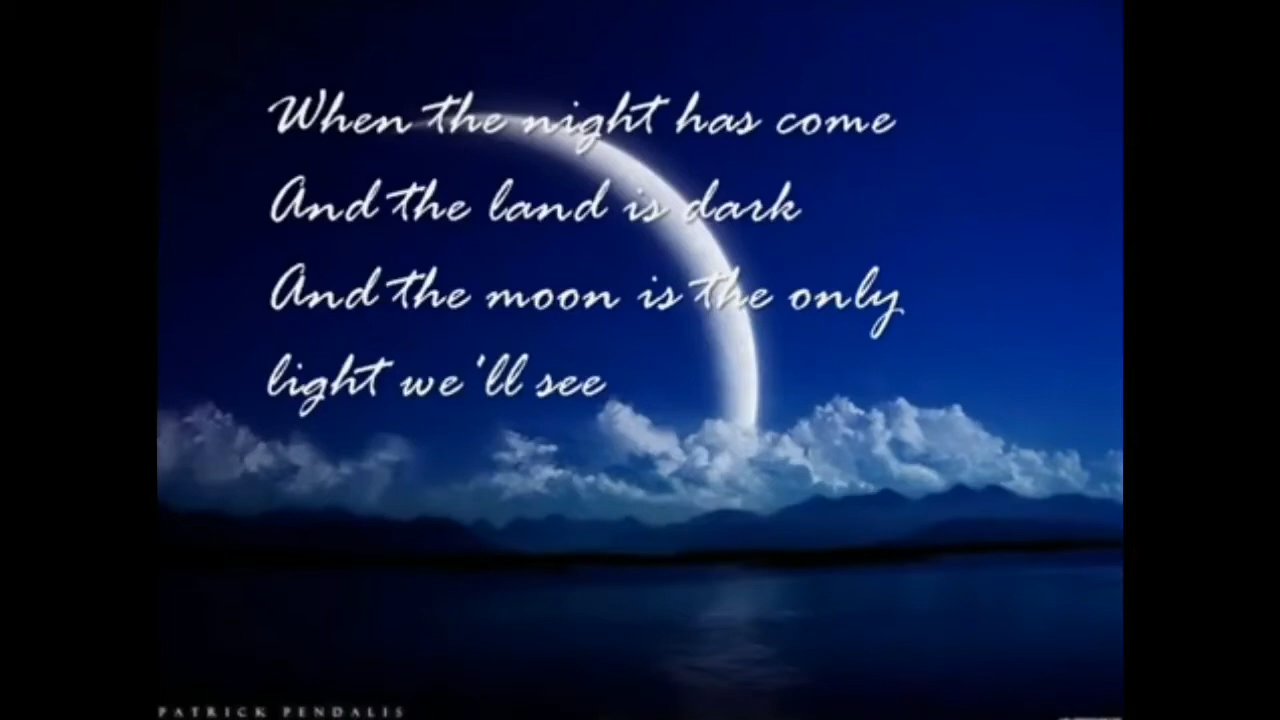 When the night has come
And the land is dark
And the moon is the only
light we'll see
PATRICK PENDALIS